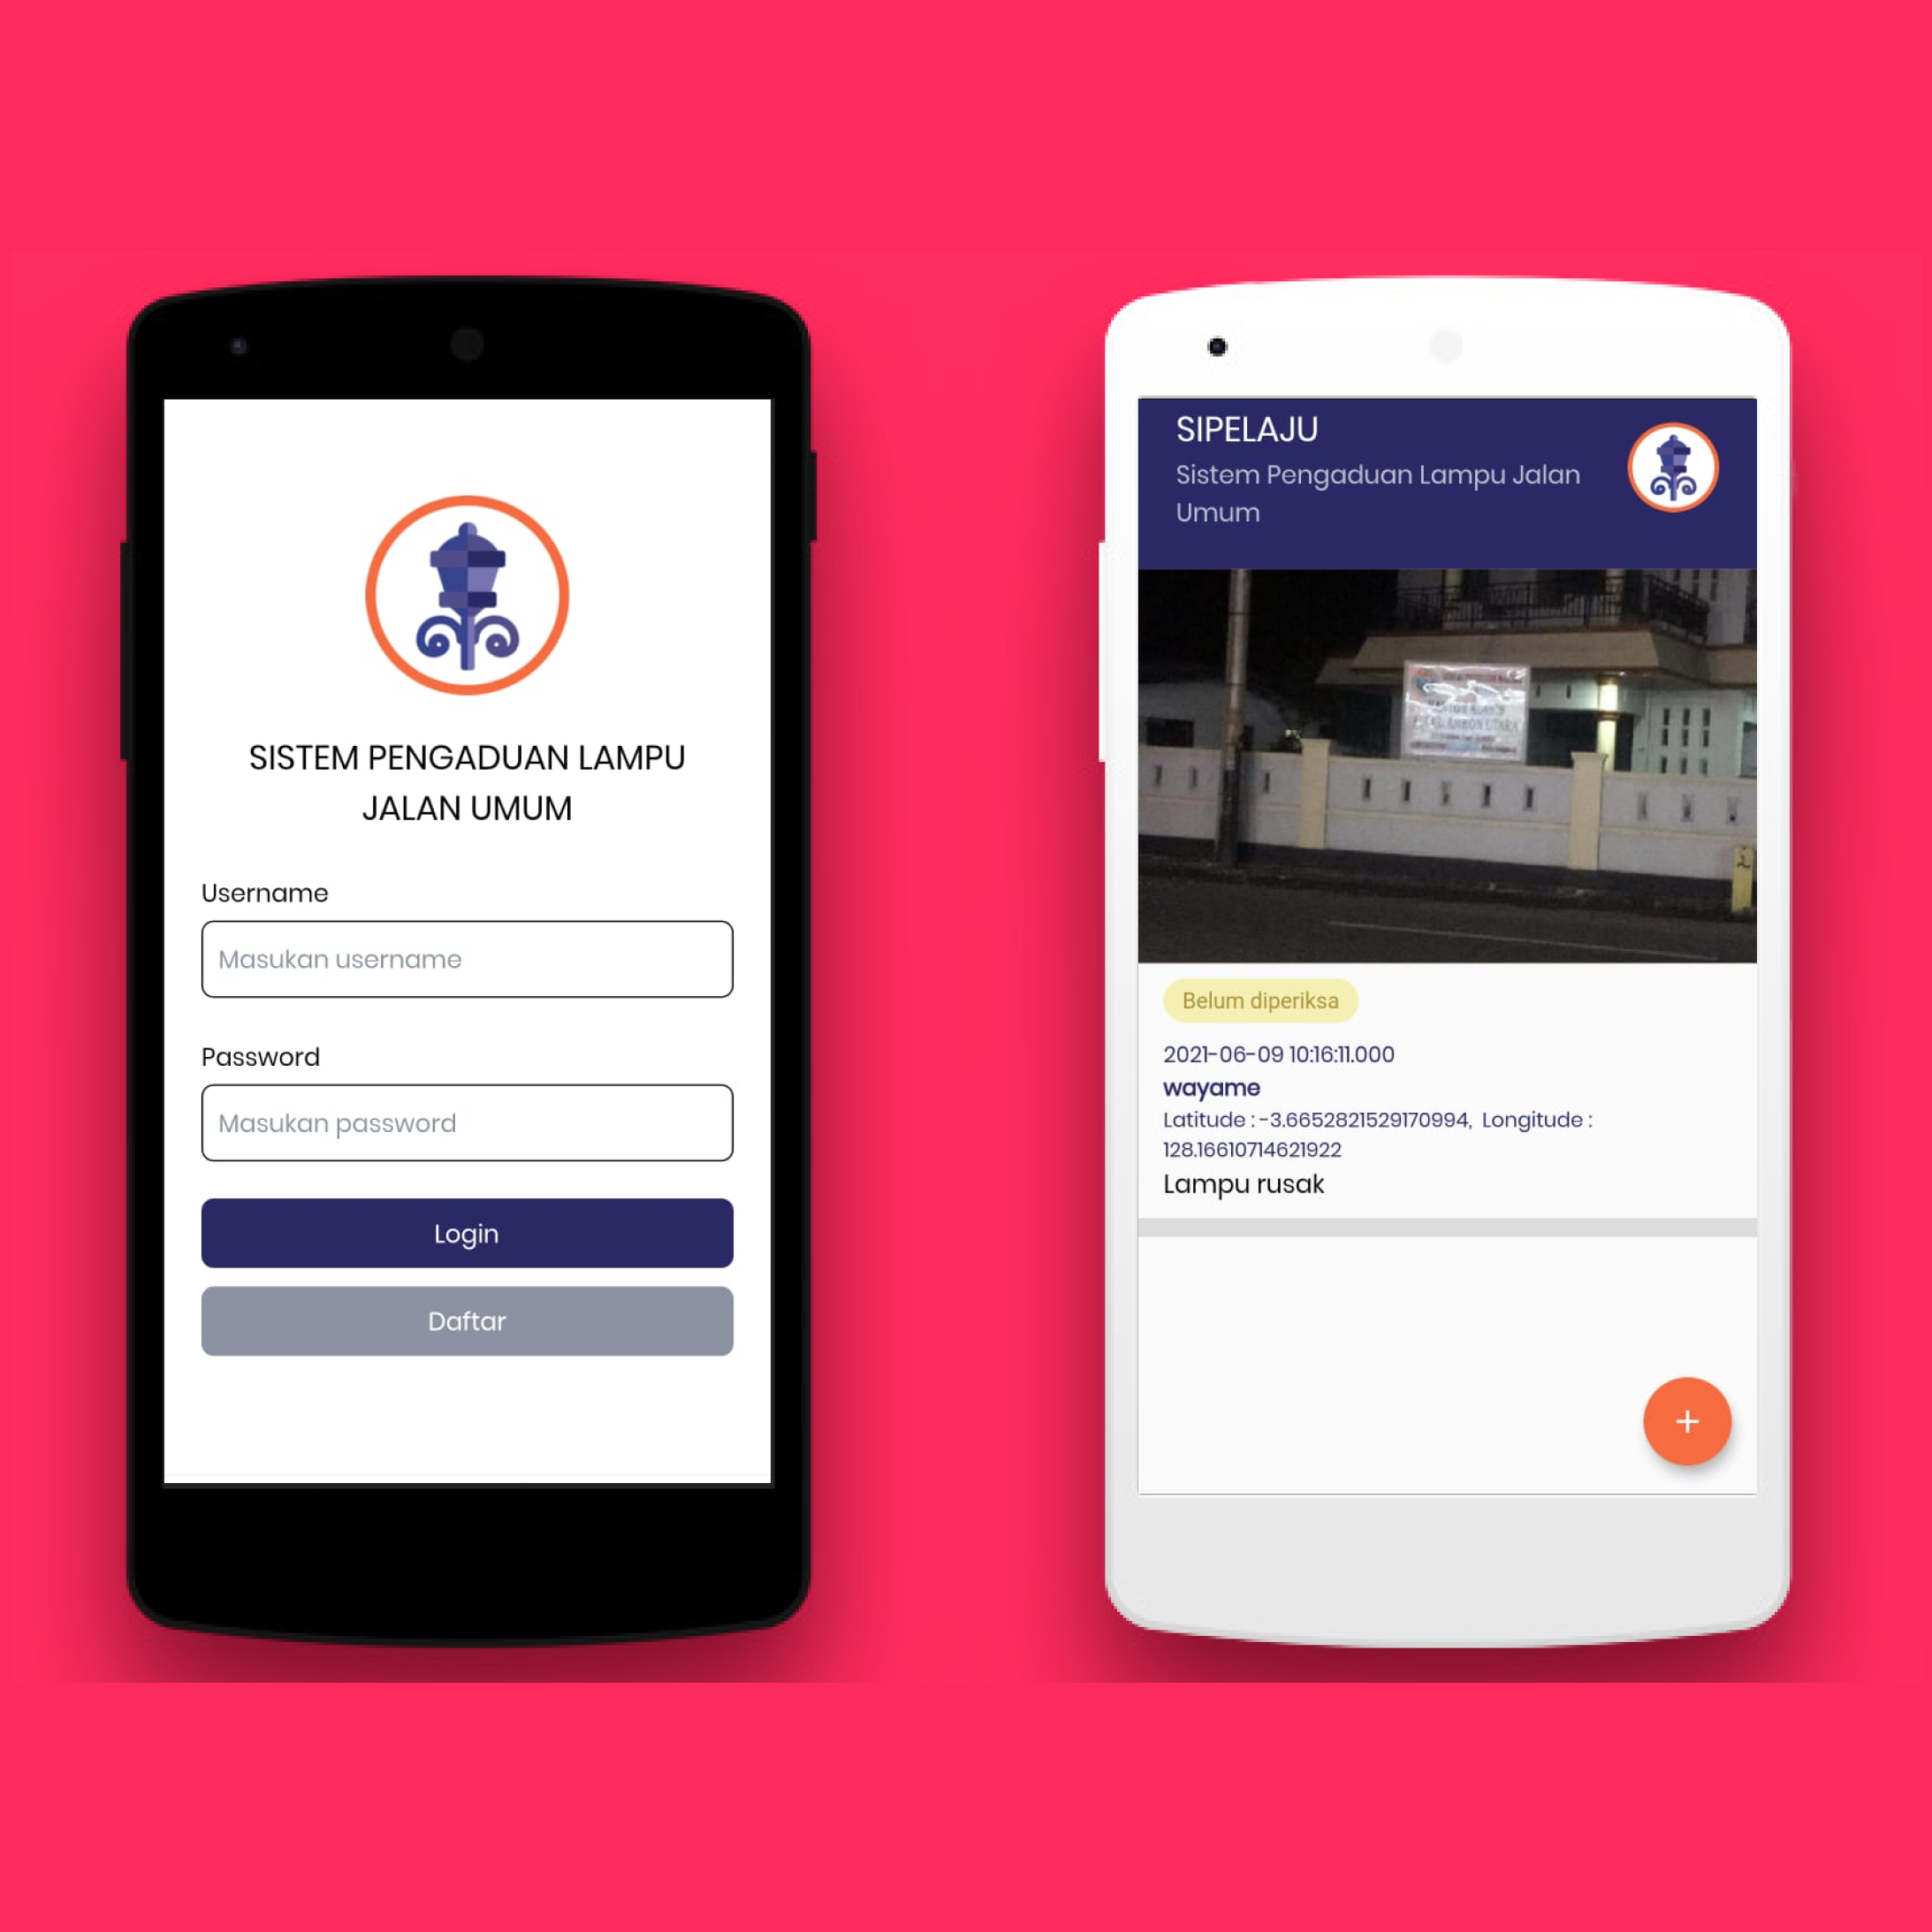 SISTEM PENGADUAN LAMPU
JALAN UMUM
Username
Masukan username
Password
Masukan password
Login
Daftar
SIPELAJU
Sistem Pengaduan Lampu Jalan
Umum
Belum diperiksa
2021-06-09 10:16:11.000
wayame
Latitude : -3.6652821529170994, Longitude :
128.16610714621922
Lampu rusak
+